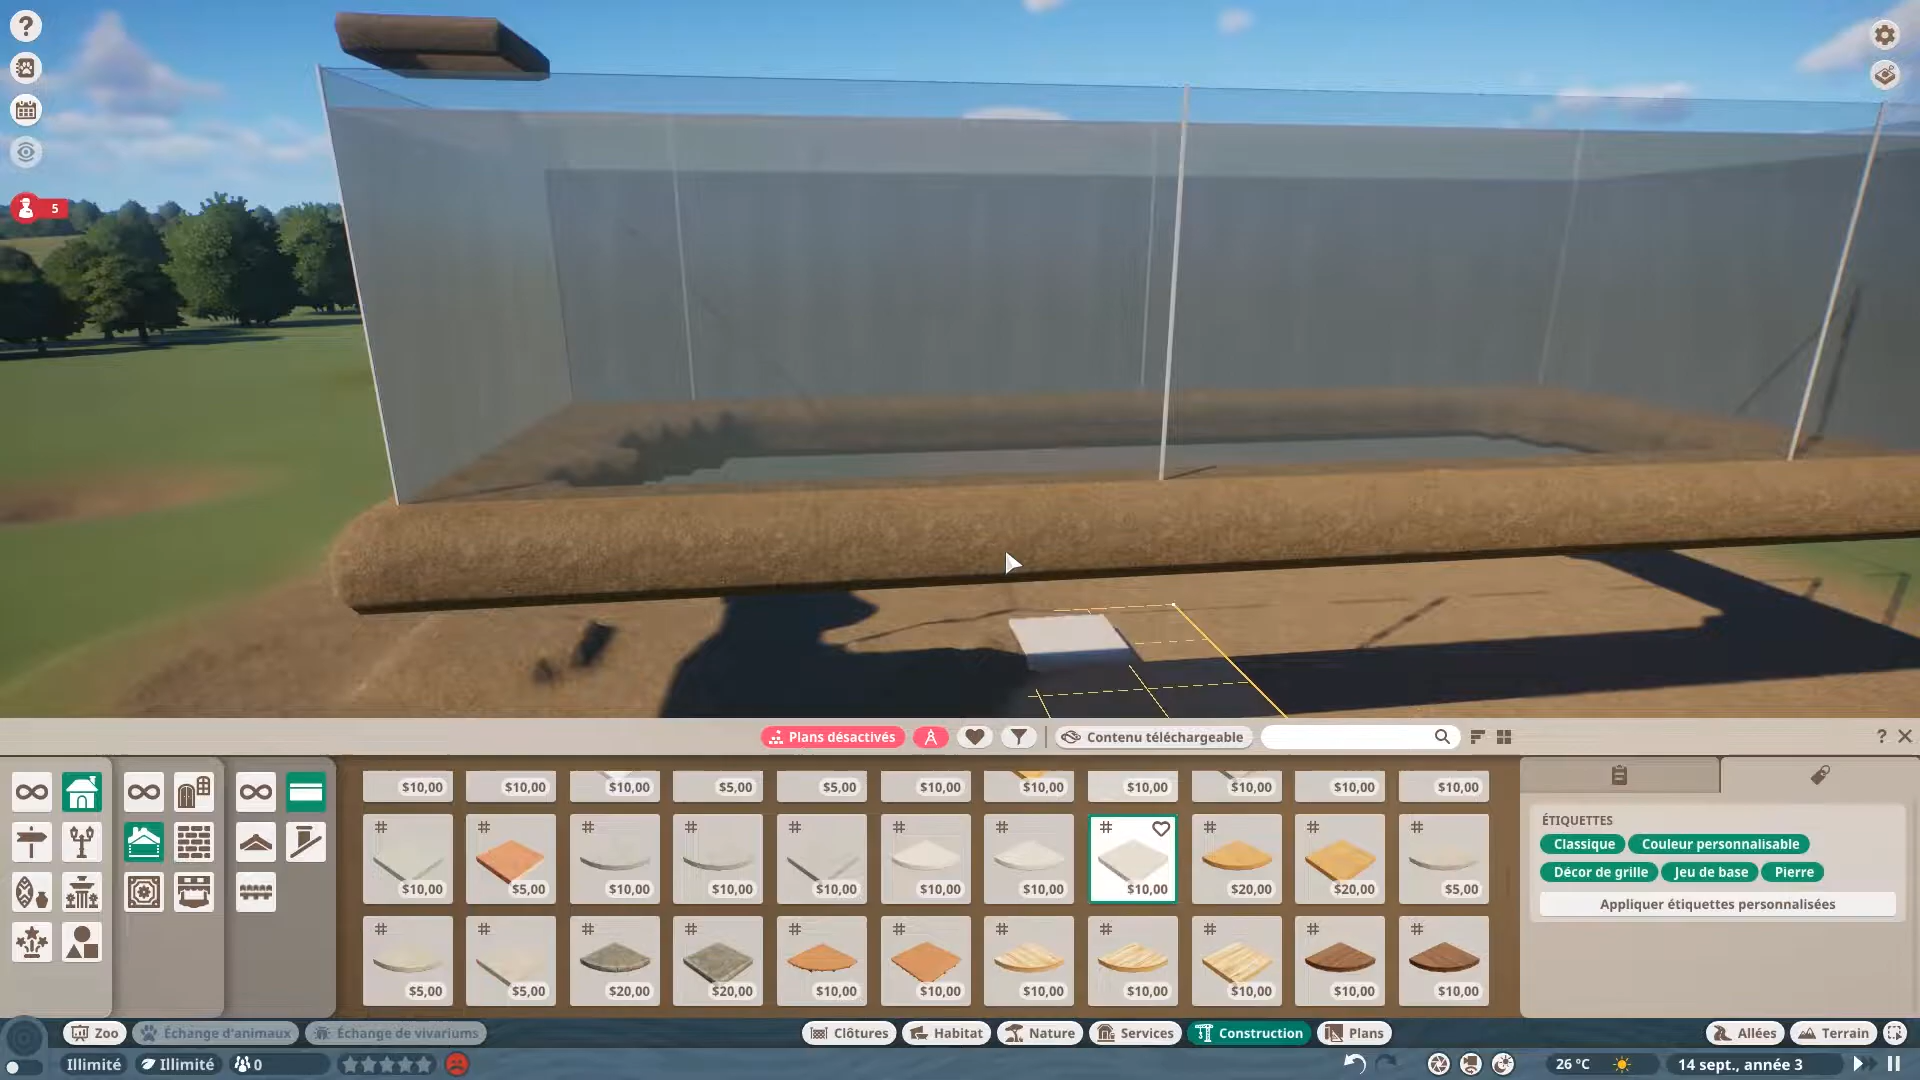 5
Plans désactivés
Contenu téléchargeable
?
$10,00 $10,00 $10,00 $5,00 $5,00 $10,00 $10,00 $10,00 $10,00 $10,00 $10,00
$10,00 $5,00 $10,00 $10,00 $10,00 $10,00 $10,00 $10,00 $20,00 $20,00 $5,00
$5,00 $5,00 $20,00 $20,00 $10,00 $10,00 $10,00 $10,00 $10,00 $10,00 $10,00
ÉTIQUETTES
Classique Couleur personnalisable
Décor de grille Jeu de base Pierre
Appliquer étiquettes personnalisées
Zoo Échange d'animaux Échange de vivariums Clôtures Habitat Nature Services Construction Plans Allées Terrain
Illimité Illimité 0 26 °C 14 sept., année 3